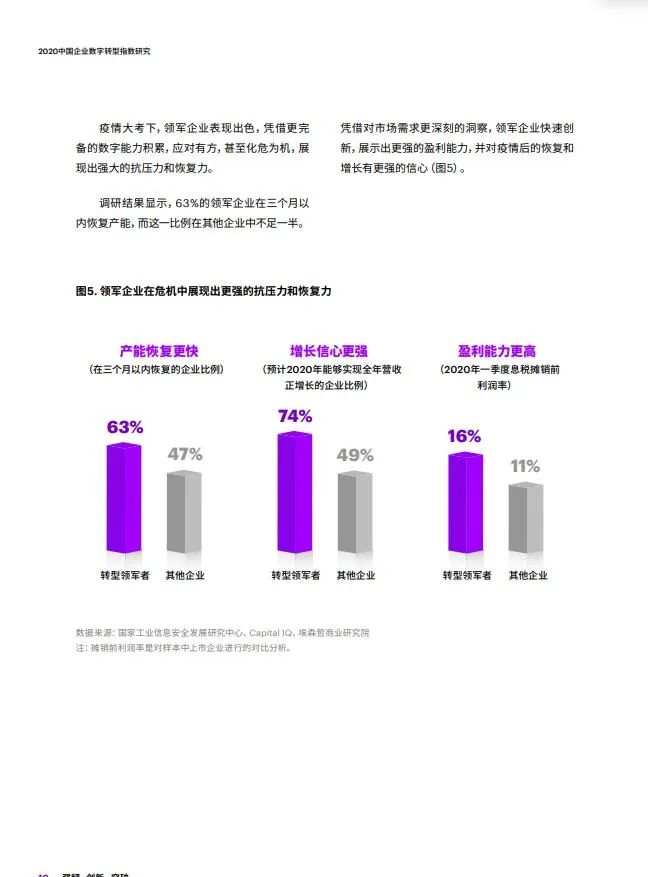 2020中国企业数字转型指数研究
疫情大考下，领军企业表现出色，凭借更完
备的数字能力积累，应对有方，甚至化危为机，展
现出强大的抗压力和恢复力。
调研结果显示，63%的领军企业在三个月以
内恢复产能，而这一比例在其他企业中不足一半。
凭借对市场需求更深刻的洞察，领军企业快速创
新，展示出更强的盈利能力，并对疫情后的恢复和
增长有更强的信心（图5）。
图5. 领军企业在危机中展现出更强的抗压力和恢复力
产能恢复更快
（在三个月以内恢复的企业比例）
63%
47%
转型领军者
其他企业
增长信心更强
（预计2020年能够实现全年营收
正增长的企业比例）
74%
49%
转型领军者
其他企业
盈利能力更高
（2020年一季度息税摊销前
利润率）
16%
11%
转型领军者
其他企业
数据来源：国家工业信息安全发展研究中心、Capital IQ、埃森哲商业研究院
注：摊销前利润率是对样本中上市企业进行的对比分析。